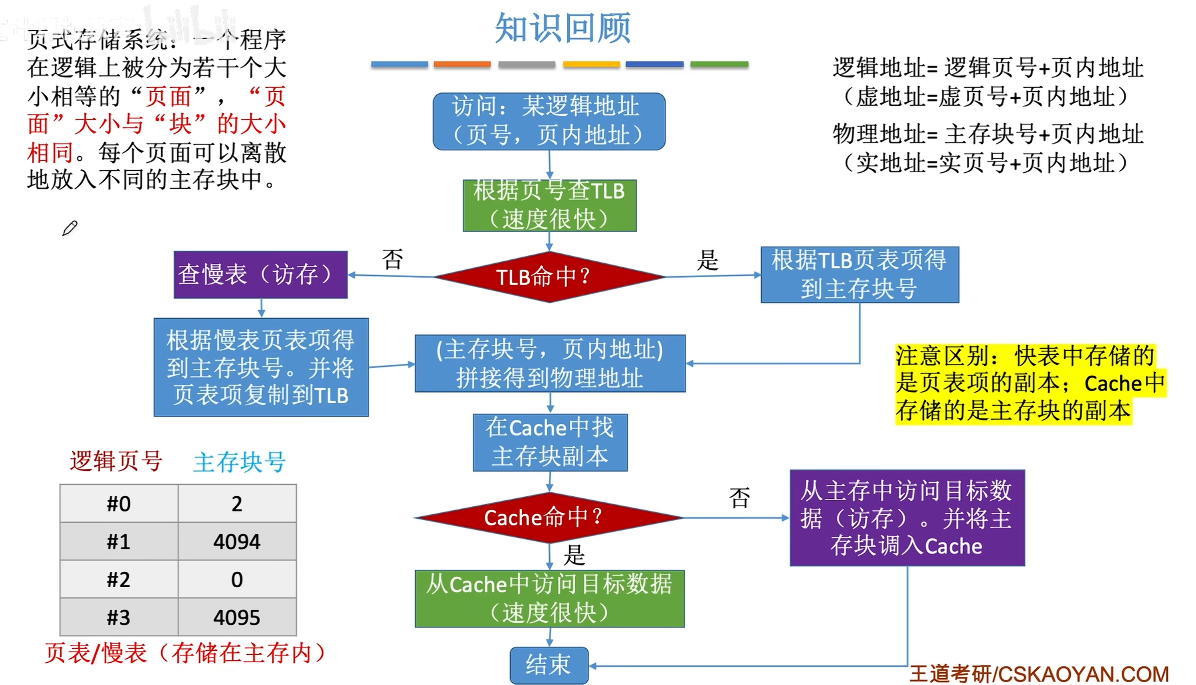 知识回顾
页式存储系统：一个程序
在逻辑上被分为若干个大
小相等的“页面”，“页
面”大小与“块”的大小
相同。每个页面可以离散
地放入不同的主存块中。
逻辑地址= 逻辑页号+页内地址
（虚地址=虚页号+页内地址）
物理地址= 主存块号+页内地址
（实地址=实页号+页内地址）
访问：某逻辑地址
（页号，页内地址）
根据页号查TLB
（速度很快）
TLB命中？
否
是
查慢表（访存）
根据TLB页表项得
到主存块号
根据慢表页表项得
到主存块号。并将
页表项复制到TLB
(主存块号，页内地址)
拼接得到物理地址
注意区别：快表中存储的
是页表项的副本；Cache中
存储的是主存块的副本
在Cache中找
主存块副本
Cache命中？
否
是
从主存中访问目标数
据（访存）。并将主
存块调入Cache
从Cache中访问目标数据
（速度很快）
结束
逻辑页号 主存块号
#0 2
#1 4094
#2 0
#3 4095
页表/慢表（存储在主存内）
王道考研/CSKAOYAN.COM